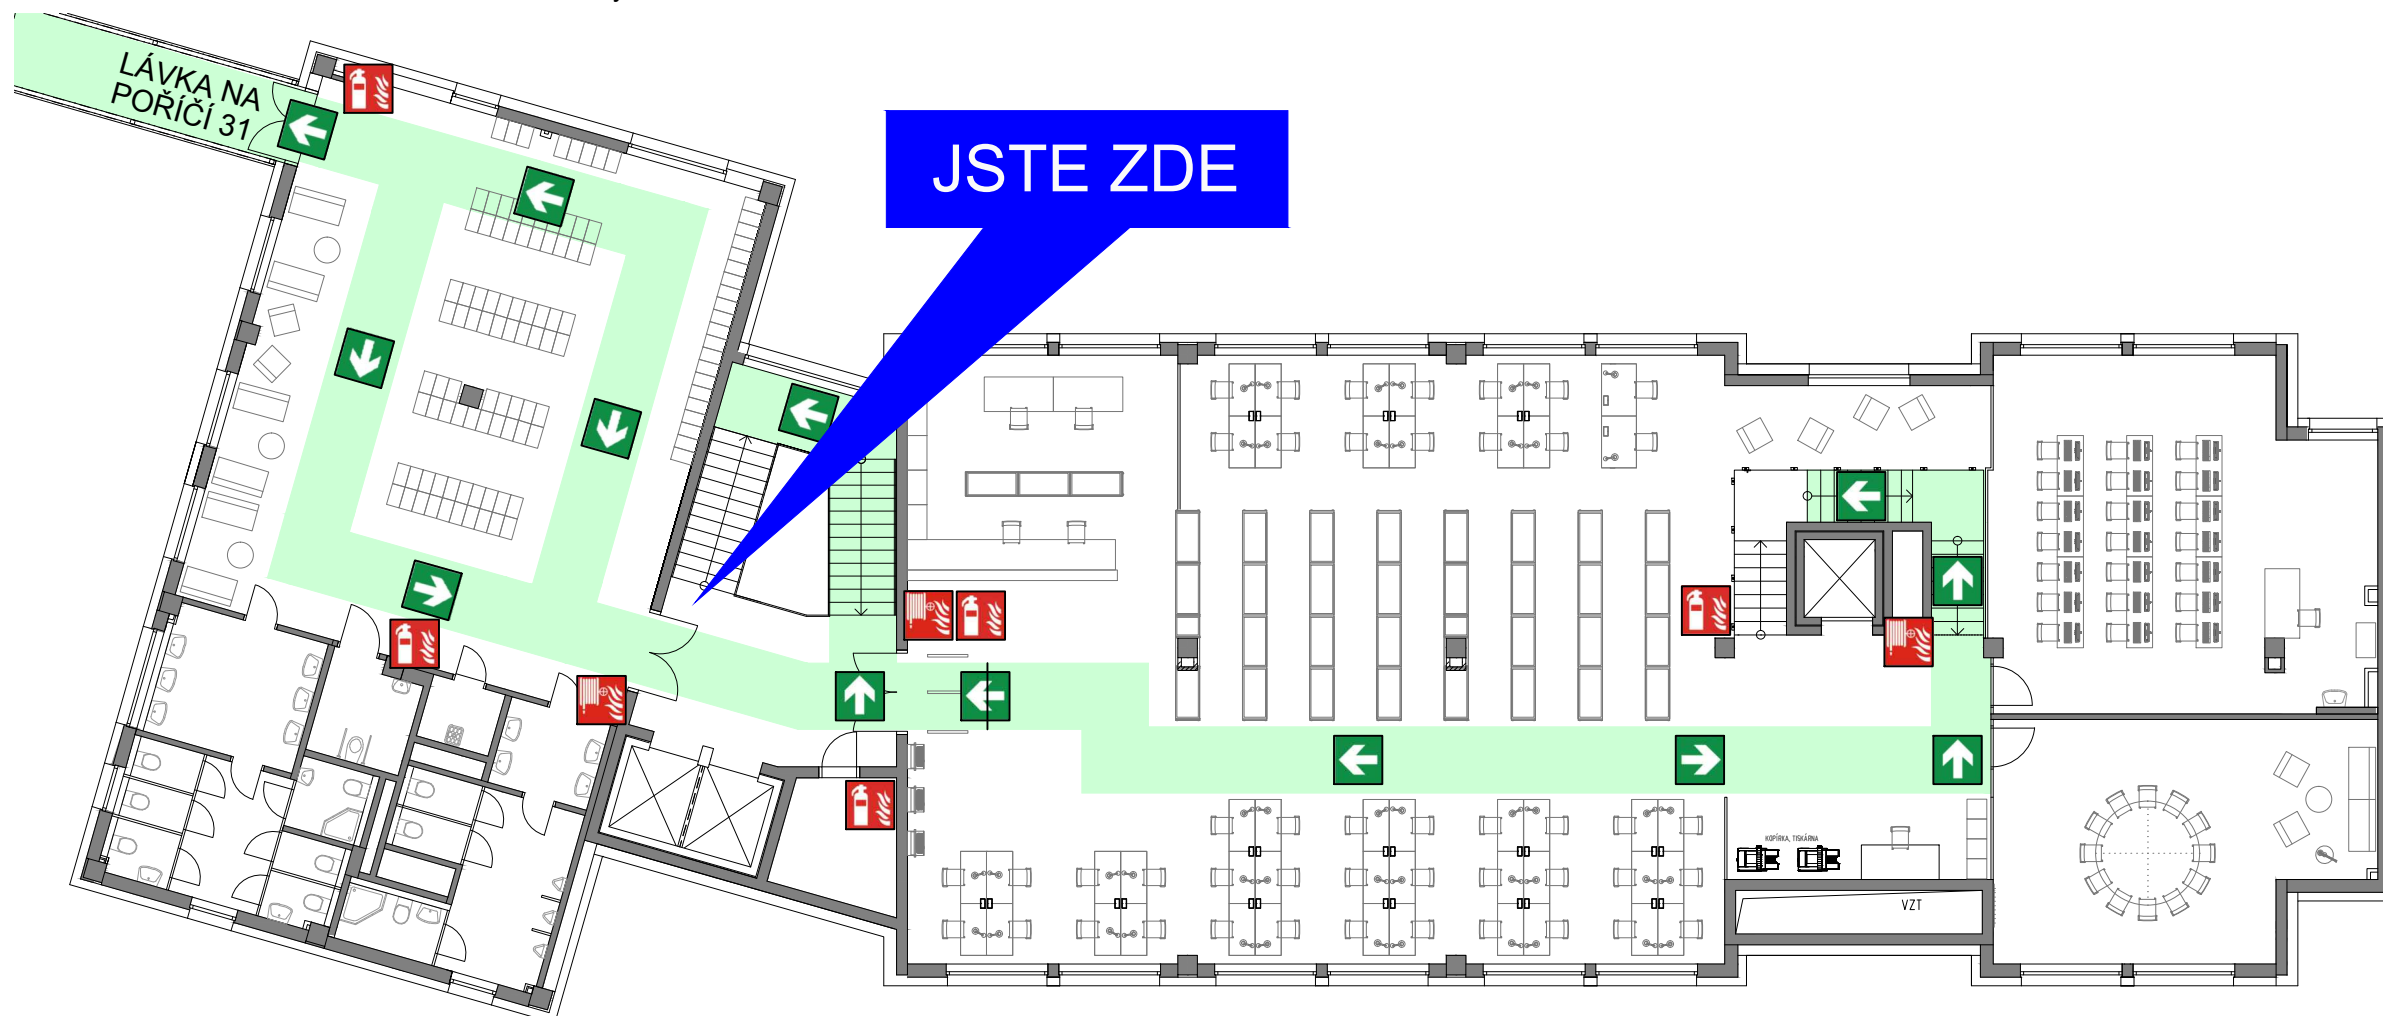 LÁVKA NA
POŘÍČÍ 31
JSTE ZDE
KOPÍRKA, TISKÁRNA
VZT